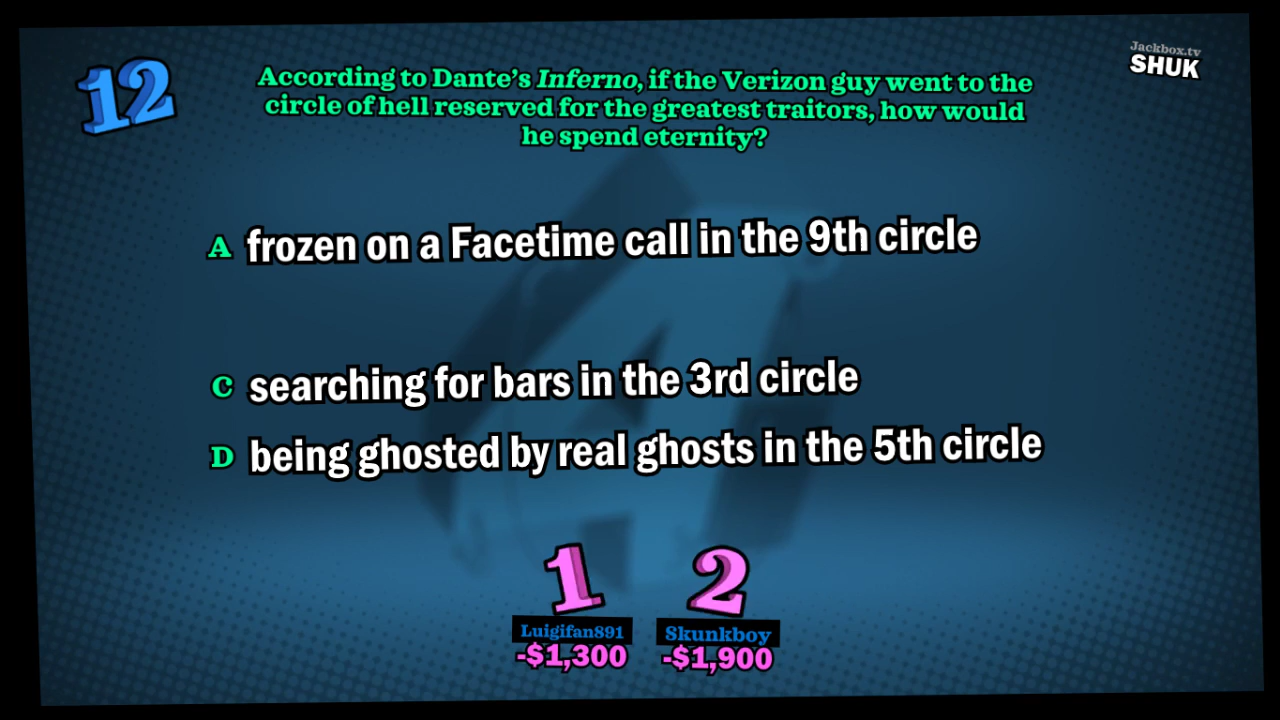 12
Jackbox.tv
SHUK
According to Dante's Inferno, if the Verizon guy went to the
circle of hell reserved for the greatest traitors, how would
he spend eternity?
A frozen on a Facetime call in the 9th circle
C searching for bars in the 3rd circle
D being ghosted by real ghosts in the 5th circle
1 2
Luigifan891 Skunkboy
-$1,300 -$1,900